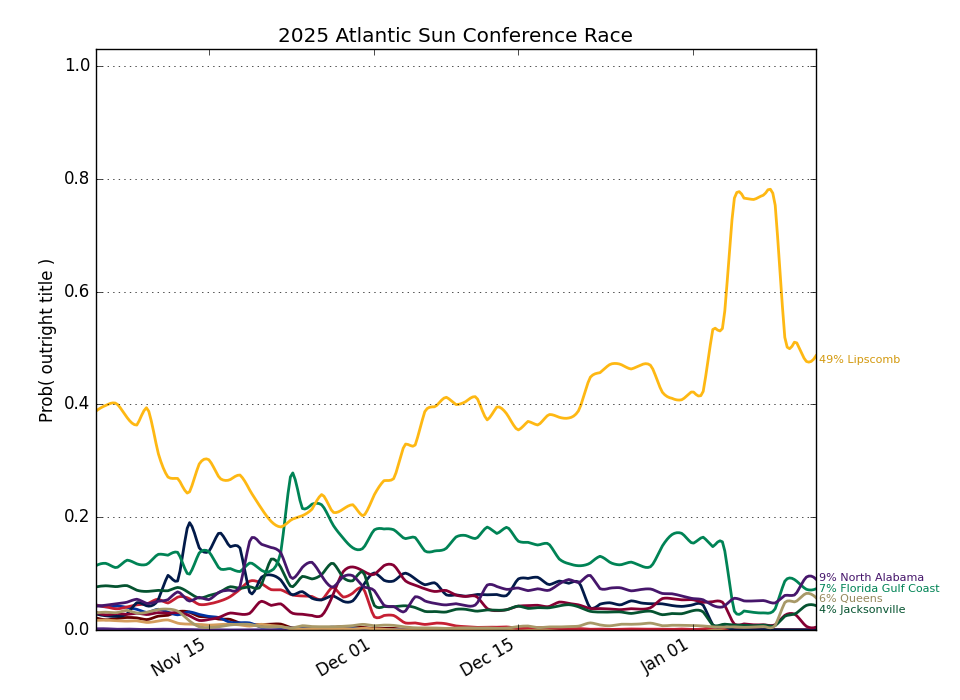 2025 Atlantic Sun Conference Race
Prob( outright title )
1.0
0.8
0.6
0.4
0.2
0.0
49% Lipscomb
9% North Alabama
7% Florida Gulf Coast
6% Queens
4% Jacksonville
Nov 15
Dec 01
Dec 15
Jan 01